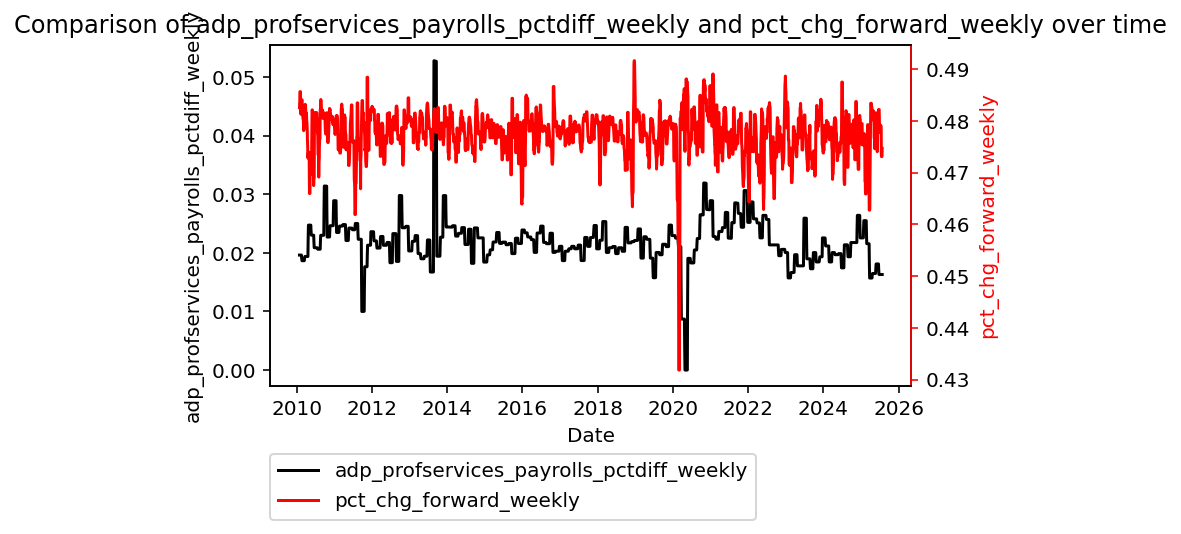 Comparison of adp_profservices_payrolls_pctdiff_weekly and pct_chg_forward_weekly over time
adp_profservices_payrolls_pctdiff_weekly
0.05
0.04
0.03
0.02
0.01
0.00
0.49
0.48
0.47
0.46
0.45
0.44
0.43
pct_chg_forward_weekly
2010 2012 2014 2016 2018 2020 2022 2024 2026
Date
adp_profservices_payrolls_pctdiff_weekly
pct_chg_forward_weekly